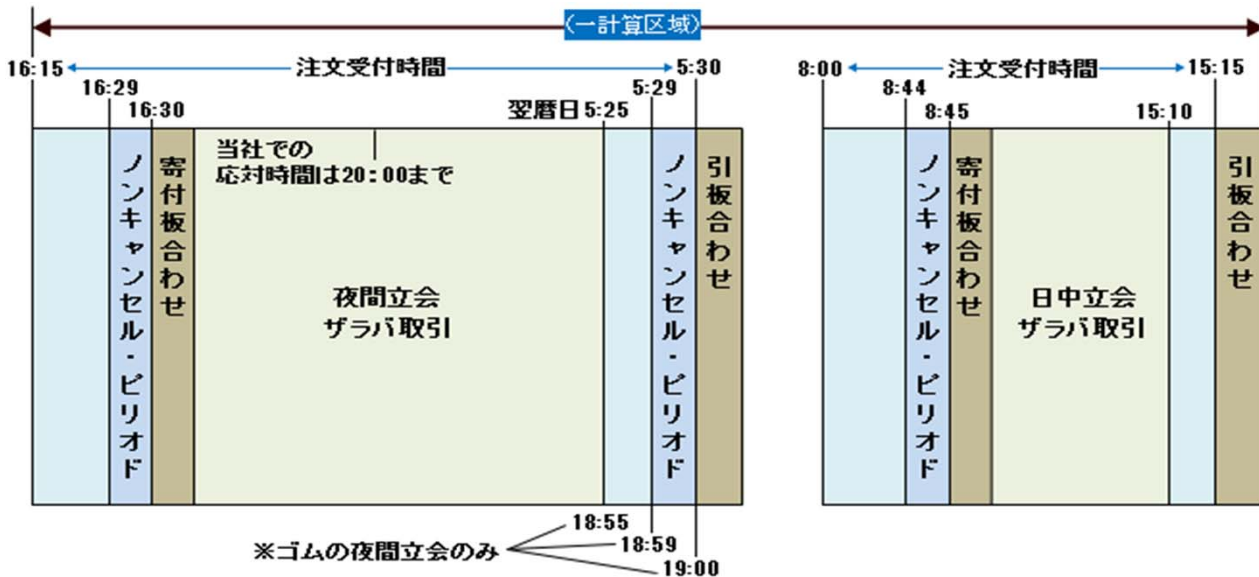 〈一計算区域〉
16:15
注文受付時間
5:30
8:00
注文受付時間
15:15
16:29
5:29
8:44
16:30
翌暦日5:25
8:45
15:10
当社での
応対時間は20:00まで
ノンキャンセル・ピリオド
寄付板合わせ
夜間立会
ザラバ取引
ノンキャンセル・ピリオド
引板合わせ
ノンキャンセル・ピリオド
寄付板合わせ
日中立会
ザラバ取引
引板合わせ
※ゴムの夜間立会のみ
18:55
18:59
19:00